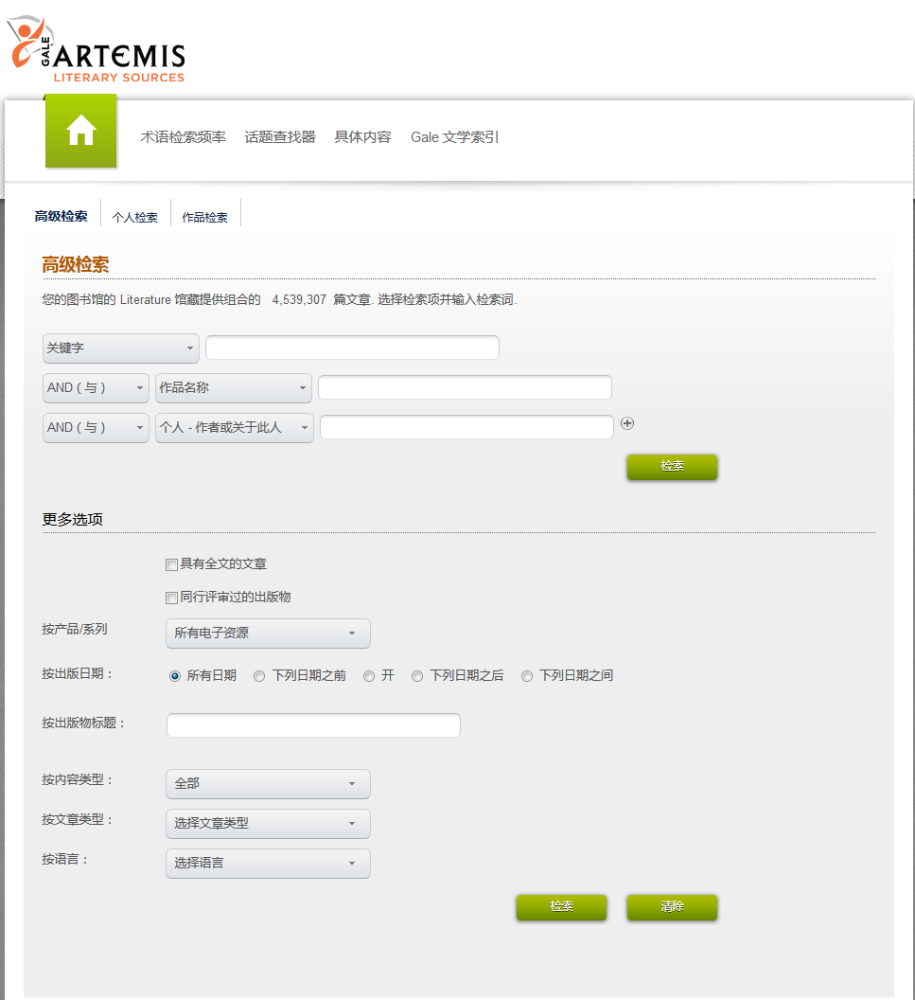 GALE ARTEMIS
LITERARY SOURCES
术语检索频率 话题查找器 具体内容 Gale 文学索引
高级检索 个人检索 作品检索
高级检索
您的图书馆的 Literature 馆藏提供组合的 4,539,307 篇文章. 选择检索项并输入检索词.
关键字
AND ( 与 ) 作品名称
AND ( 与 ) 个人 - 作者或关于此人
检索
更多选项
具有全文的文章
同行评审过的出版物
按产品/系列 所有电子资源
按出版日期： 所有日期 下列日期之前 开 下列日期之后 下列日期之间
按出版物标题：
按内容类型： 全部
按文章类型： 选择文章类型
按语言： 选择语言
检索 清除